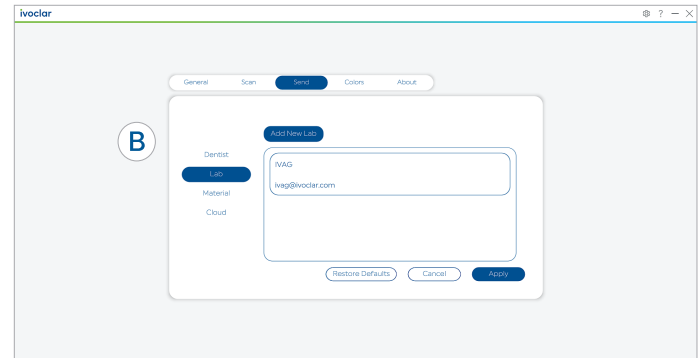 ivoclar
?
General Scan Send Colors About
B
Add New Lab
Dentist
Lab
Material
Cloud
IVAG
ivag@ivoclar.com
Restore Defaults Cancel Apply